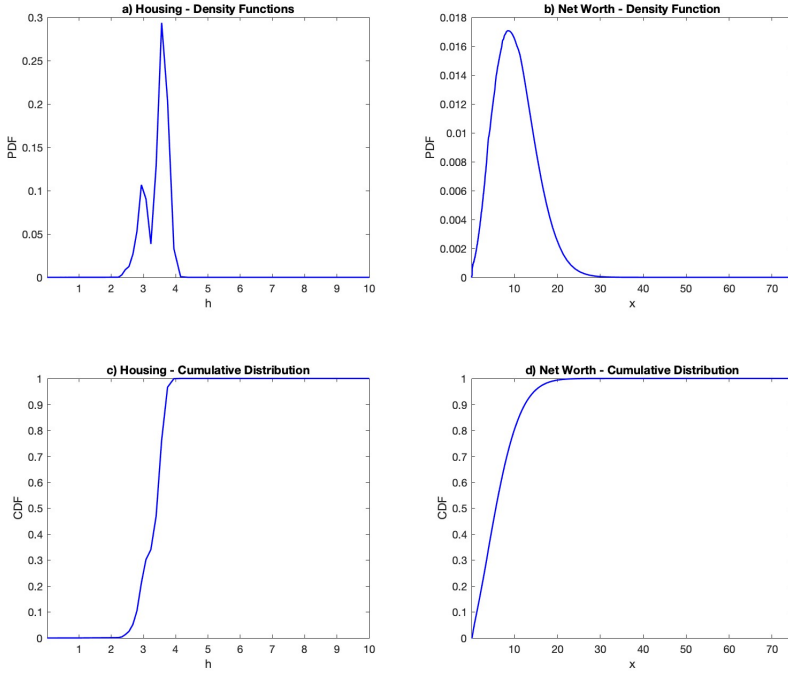 a) Housing - Density Functions
0.3
0.25
0.2
0.15
0.1
0.05
0
PDF
1 2 3 4 5 6 7 8 9 10
h
b) Net Worth - Density Function
0.018
0.016
0.014
0.012
0.01
0.008
0.006
0.004
0.002
0
PDF
10 20 30 40 50 60 70
x
c) Housing - Cumulative Distribution
1
0.9
0.8
0.7
0.6
0.5
0.4
0.3
0.2
0.1
0
CDF
1 2 3 4 5 6 7 8 9 10
h
d) Net Worth - Cumulative Distribution
1
0.9
0.8
0.7
0.6
0.5
0.4
0.3
0.2
0.1
0
CDF
10 20 30 40 50 60 70
x